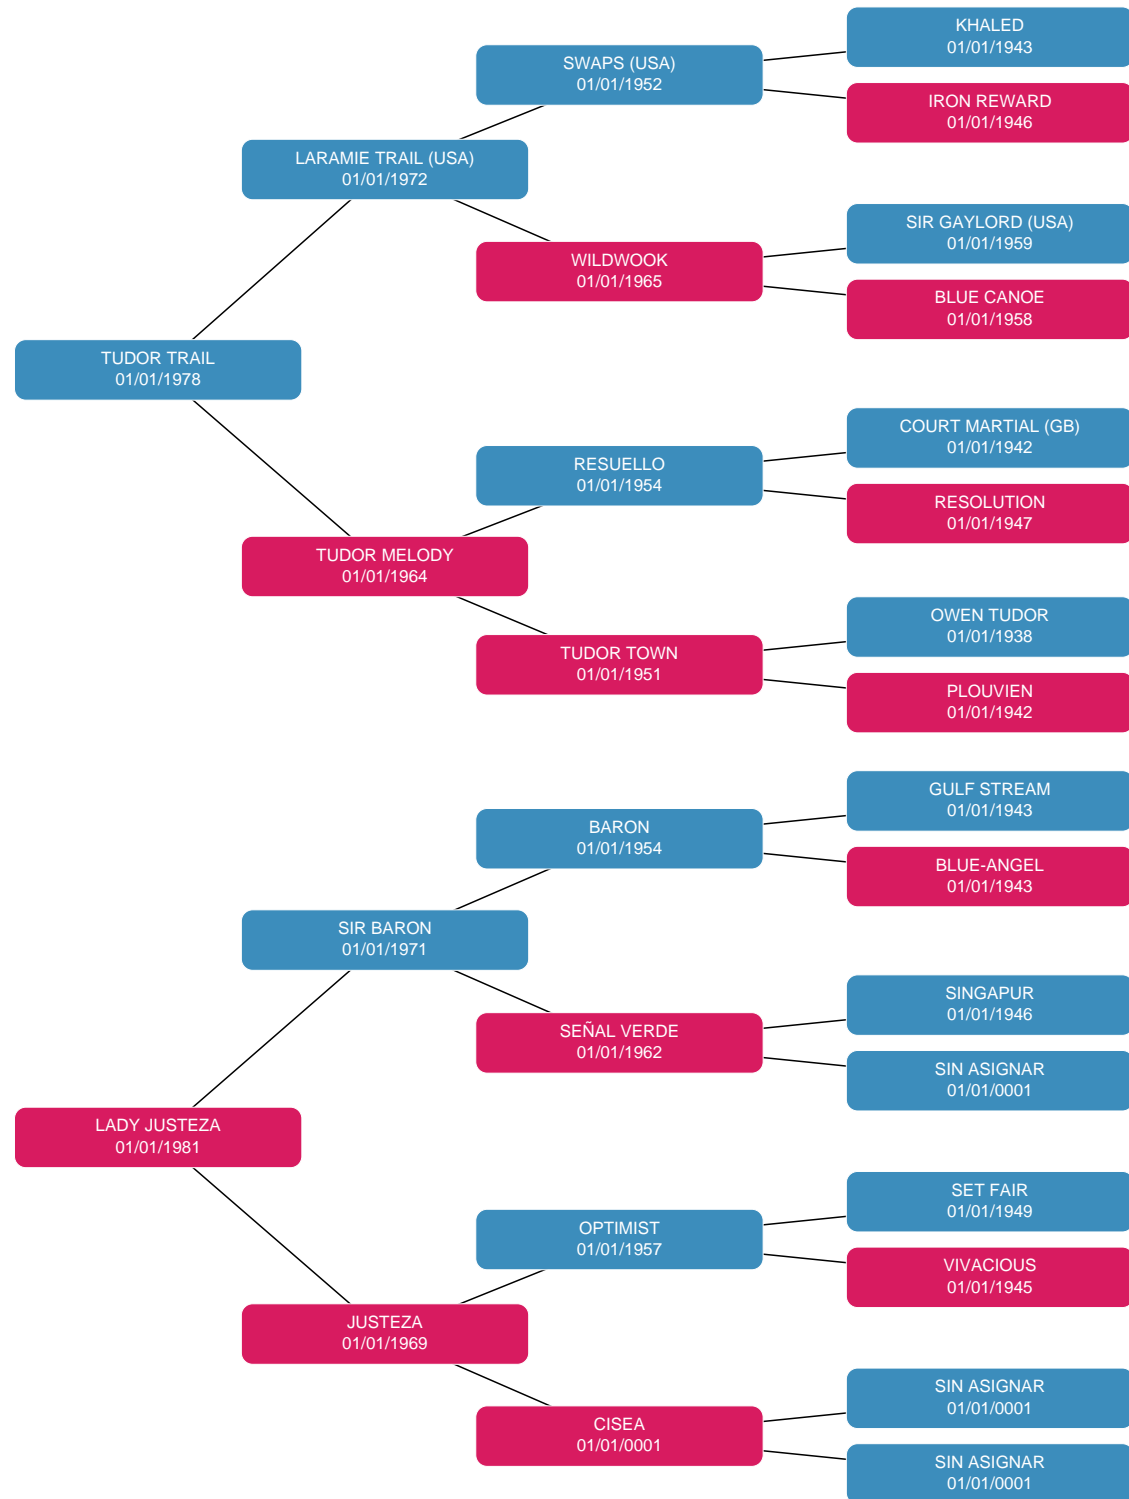 KHALED
01/01/1943
SWAPS (USA)
01/01/1952
IRON REWARD
01/01/1946
LARAMIE TRAIL (USA)
01/01/1972
SIR GAYLORD (USA)
01/01/1959
WILDWOOK
01/01/1965
BLUE CANOE
01/01/1958
TUDOR TRAIL
01/01/1978
COURT MARTIAL (GB)
01/01/1942
RESUELLO
01/01/1954
RESOLUTION
01/01/1947
TUDOR MELODY
01/01/1964
OWEN TUDOR
01/01/1938
TUDOR TOWN
01/01/1951
PLOUVIEN
01/01/1942
GULF STREAM
01/01/1943
BARON
01/01/1954
BLUE-ANGEL
01/01/1943
SIR BARON
01/01/1971
SINGAPUR
01/01/1946
SEÑAL VERDE
01/01/1962
SIN ASIGNAR
01/01/0001
LADY JUSTEZA
01/01/1981
SET FAIR
01/01/1949
OPTIMIST
01/01/1957
VIVACIOUS
01/01/1945
JUSTEZA
01/01/1969
SIN ASIGNAR
01/01/0001
CISEA
01/01/0001
SIN ASIGNAR
01/01/0001